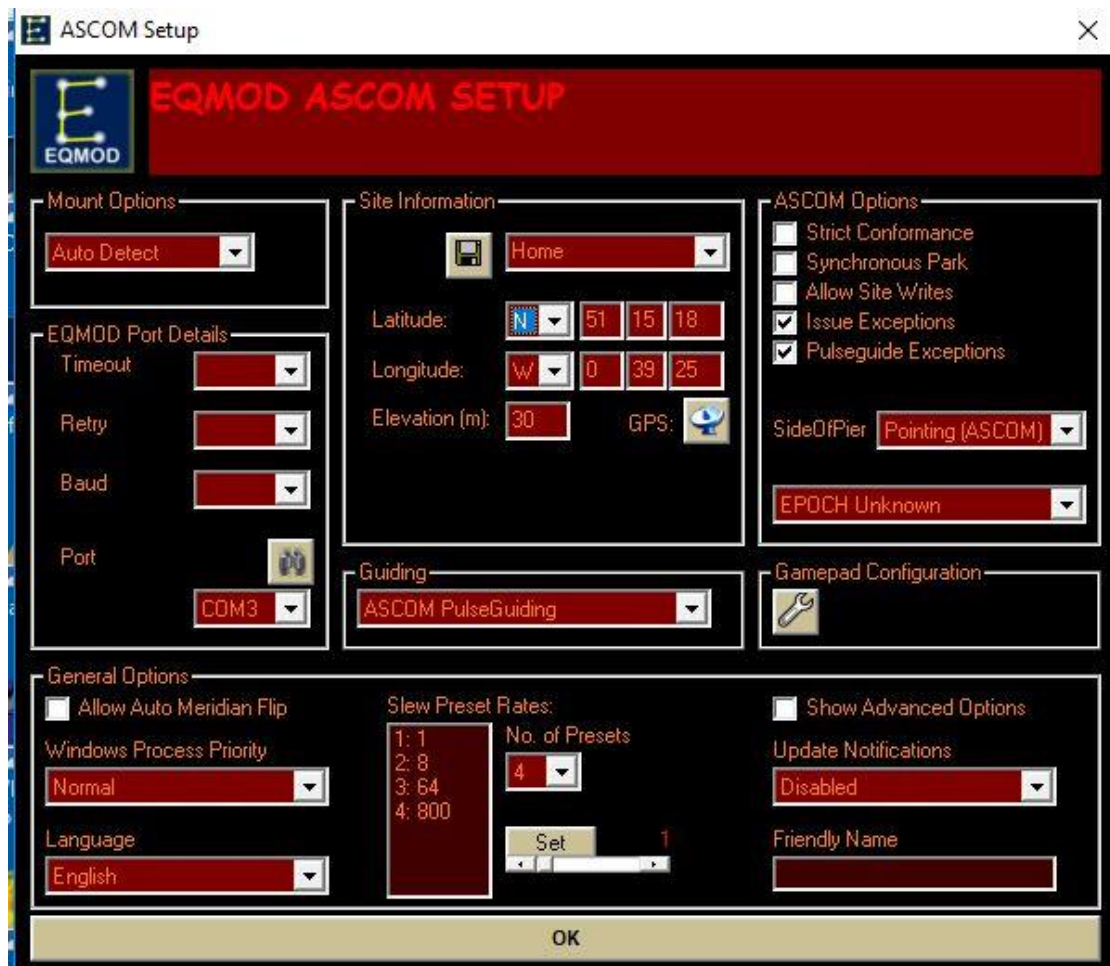 ASCOM Setup
EQMOD ASCOM SETUP
EQMOD
Mount Options
Auto Detect
EQMOD Port Details
Timeout
Retry
Baud
Port
COM3
Site Information
Home
Latitude: N 51 15 18
Longitude: W 0 39 25
Elevation (m): 30 GPS:
Guiding
ASCOM PulseGuiding
ASCOM Options
Strict Conformance
Synchronous Park
Allow Site Writes
Issue Exceptions
Pulseguide Exceptions
SideOfPier Pointing (ASCOM)
EPOCH Unknown
Gamepad Configuration
General Options
Allow Auto Meridian Flip
Windows Process Priority
Normal
Language
English
Slew Preset Rates:
1: 1
2: 8
3: 64
4: 800
No. of Presets
4
Set 1
Show Advanced Options
Update Notifications
Disabled
Friendly Name
OK